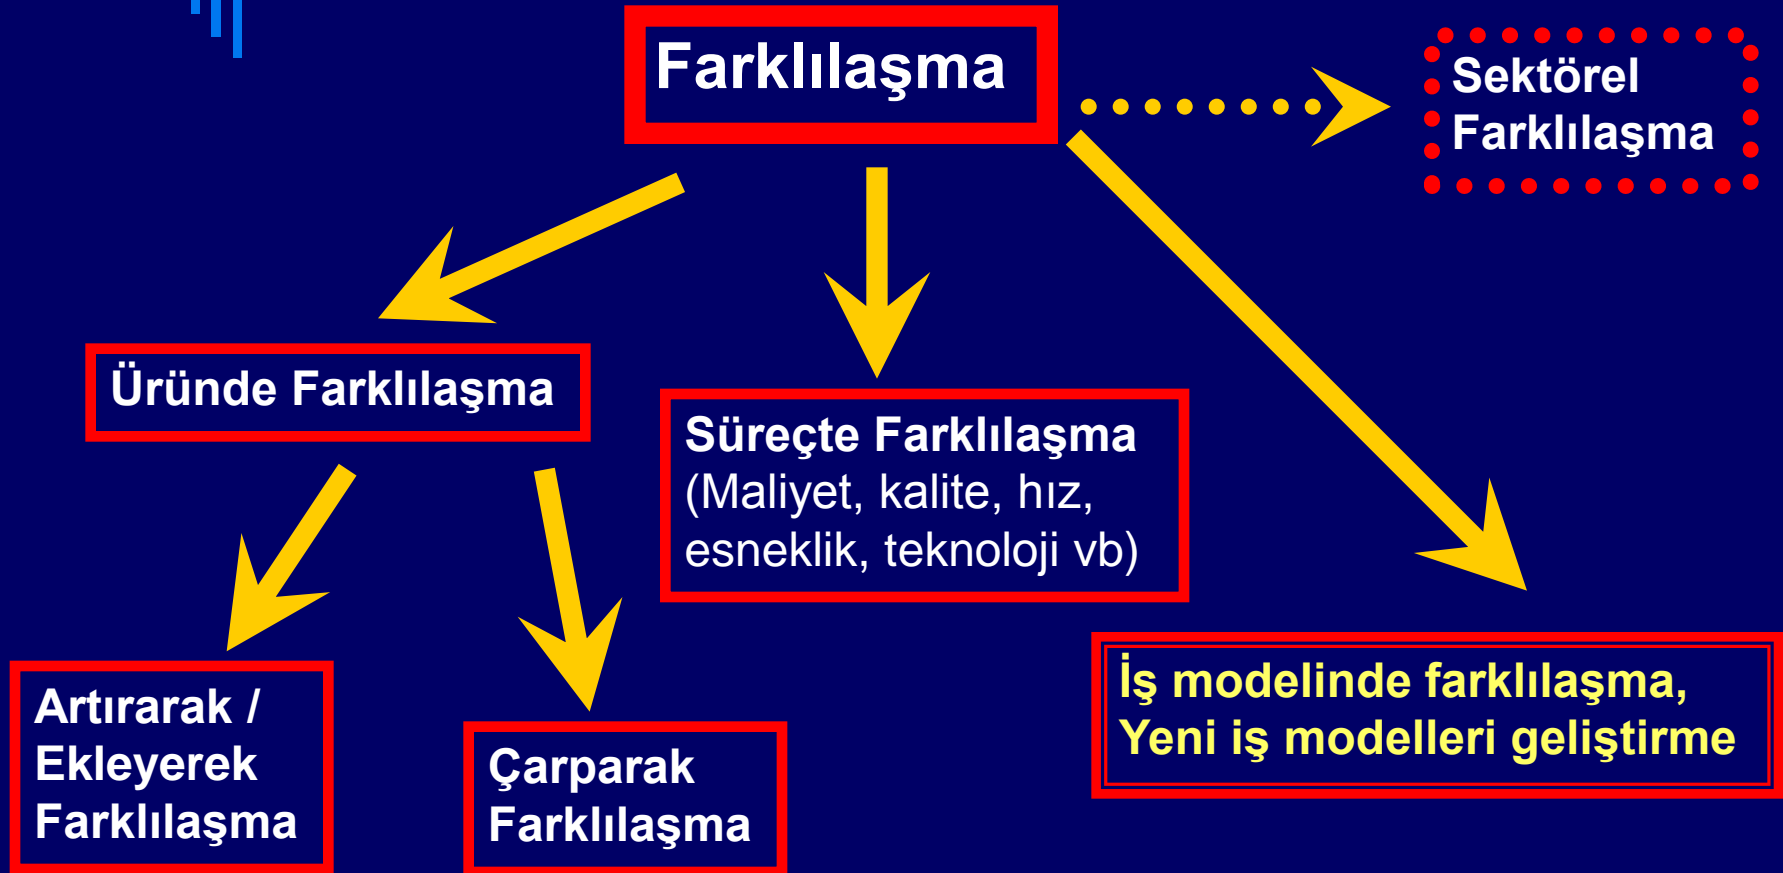 Farklılaşma
Sektörel
Farklılaşma
Üründe Farklılaşma
Süreçte Farklılaşma
(Maliyet, kalite, hız,
esneklik, teknoloji vb)
İş modelinde farklılaşma,
Yeni iş modelleri geliştirme
Artırarak /
Ekleyerek
Farklılaşma
Çarparak
Farklılaşma